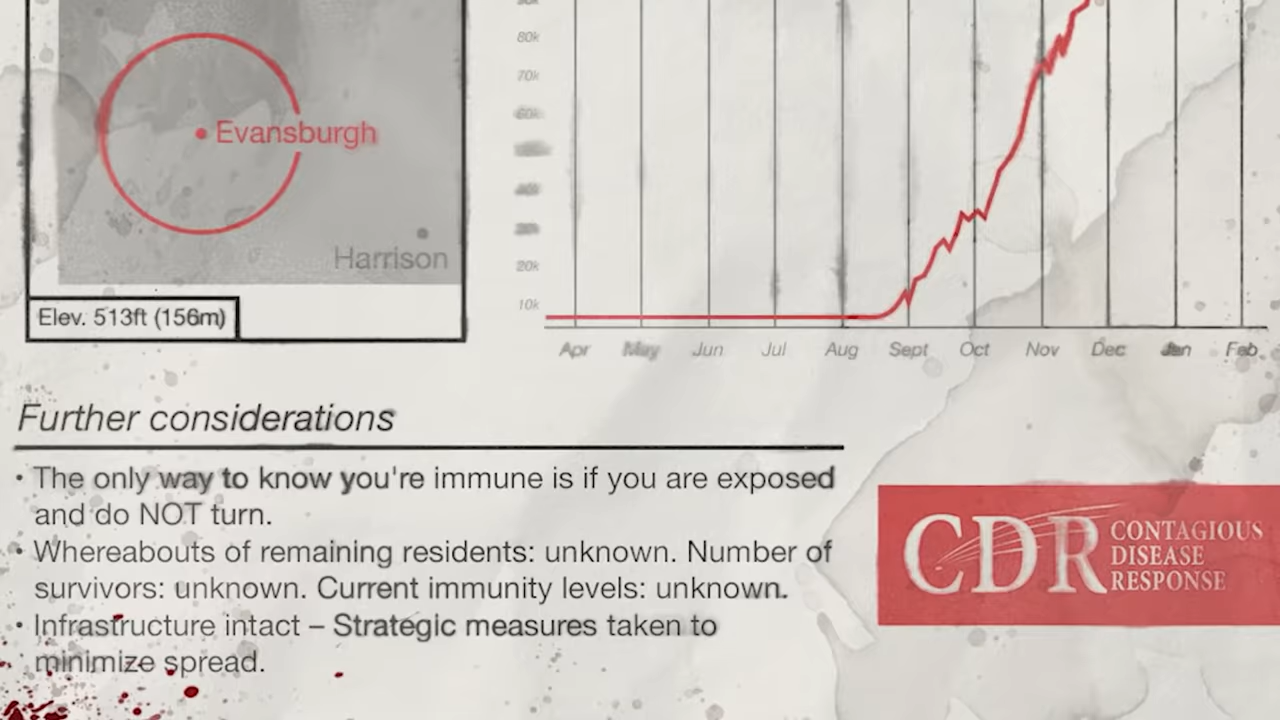 80k
70k
60k
20k
10k
Evansburgh
Harrison
Elev. 513ft (156m)
Apr May Jun Jul Aug Sept Oct Nov Dec Jan Feb
Further considerations
• The only way to know you're immune is if you are exposed
and do NOT turn.
• Whereabouts of remaining residents: unknown. Number of
survivors: unknown. Current immunity levels: unknown.
• Infrastructure intact – Strategic measures taken to
minimize spread.
CDR CONTAGIOUS
DISEASE
RESPONSE